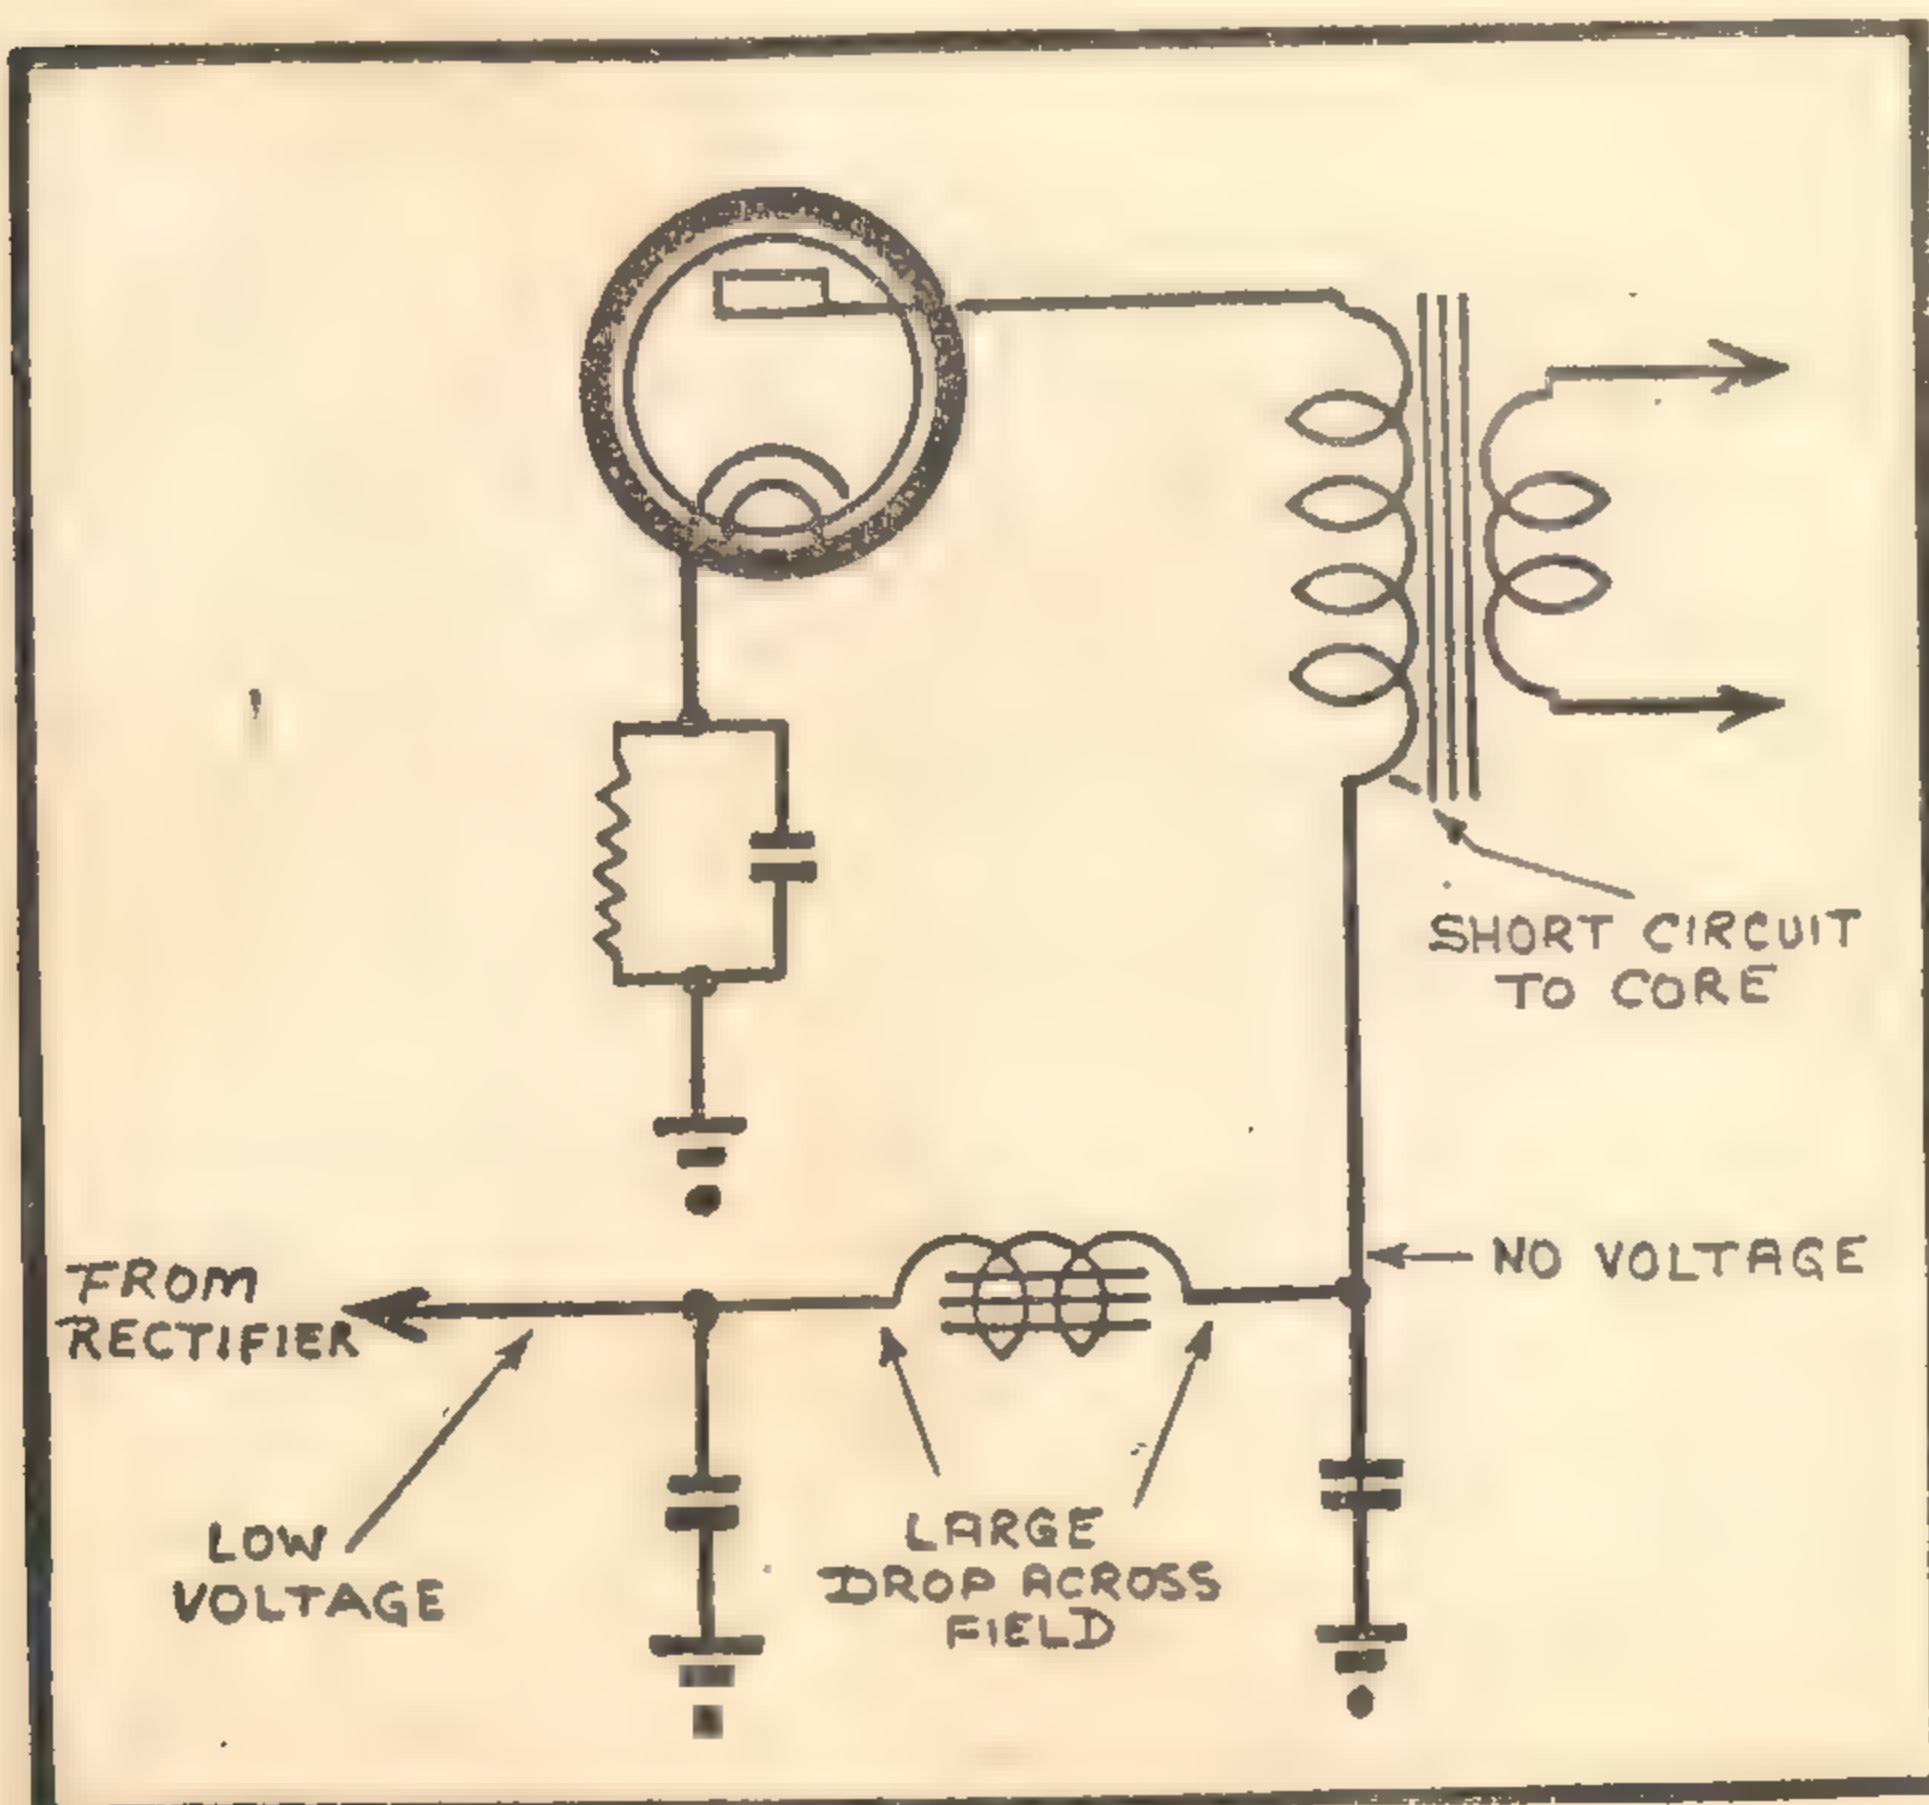 SHORT CIRCUIT
TO CORE
NO VOLTAGE
FROM
RECTIFIER
LOW
VOLTAGE
LARGE
DROP ACROSS
FIELD